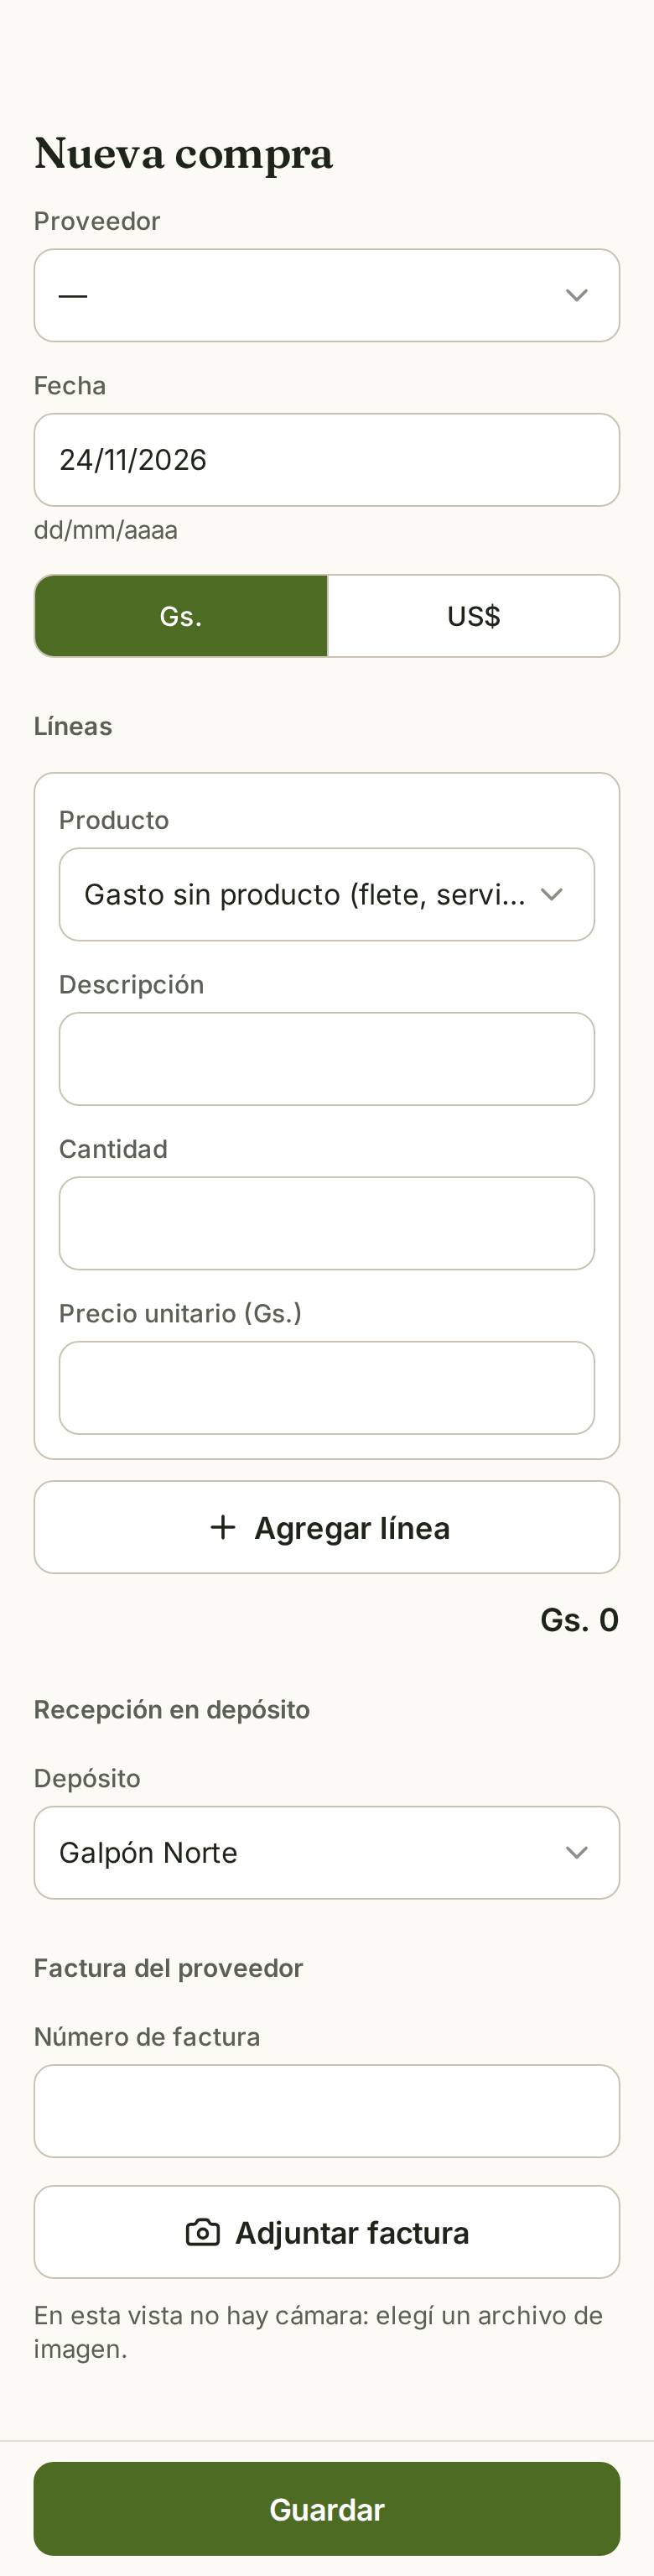 Nueva compra
Proveedor
—
Fecha
24/11/2026
dd/mm/aaaa
Gs.
US$
Líneas
Producto
Gasto sin producto (flete, servi...
Descripción
Cantidad
Precio unitario (Gs.)
+ Agregar línea
Gs. 0
Recepción en depósito
Depósito
Galpón Norte
Factura del proveedor
Número de factura
Adjuntar factura
En esta vista no hay cámara: elegí un archivo de
imagen.
Guardar